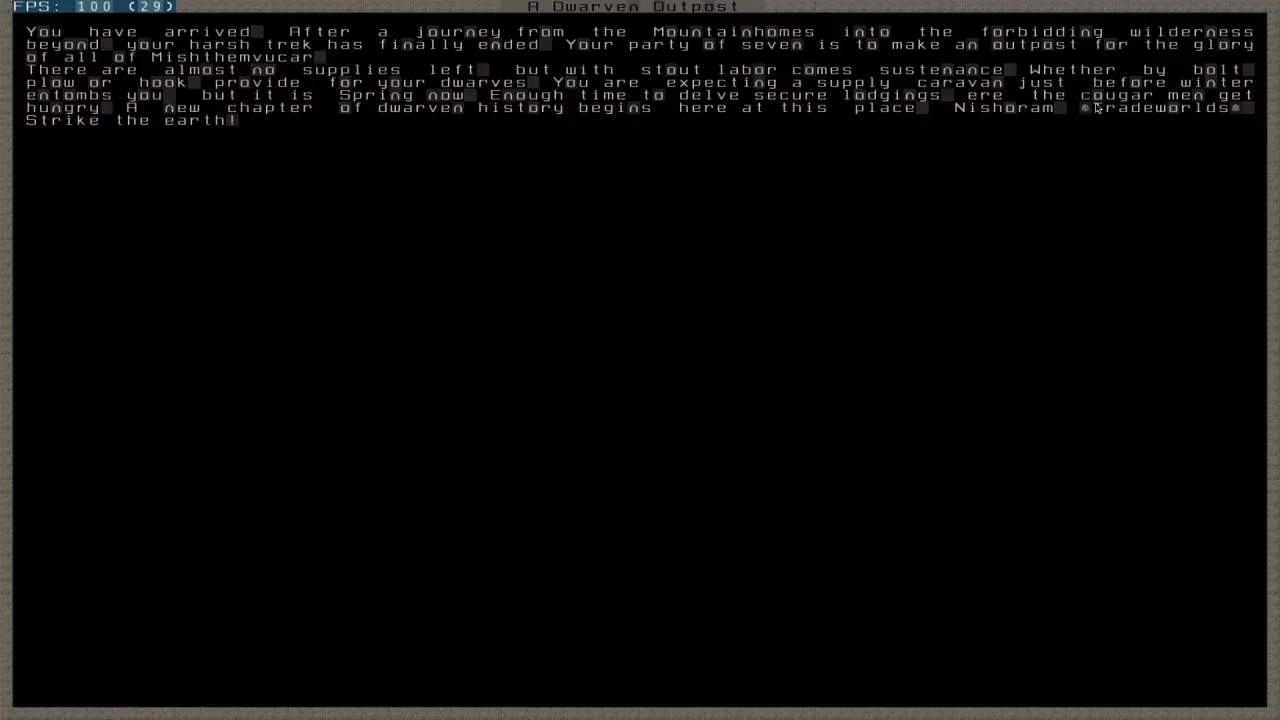 FPS: 100 (29)
A Dwarven Outpost
You have arrived. After a journey from the Mountainhomes into the forbidding wilderness
beyond, your harsh trek has finally ended. Your party of seven is to make an outpost for the glory
of all of Mishthemvucar.
There are almost no supplies left, but with stout labor comes sustenance. Whether by bolt,
plow or hook, provide for your dwarves. You are expecting a supply caravan just before winter
entombs you, but it is Spring now. Enough time to delve secure lodgings ere the cougar men get
hungry. A new chapter of dwarven history begins here at this place, Nishoram, "Tradeworlds".
Strike the earth!